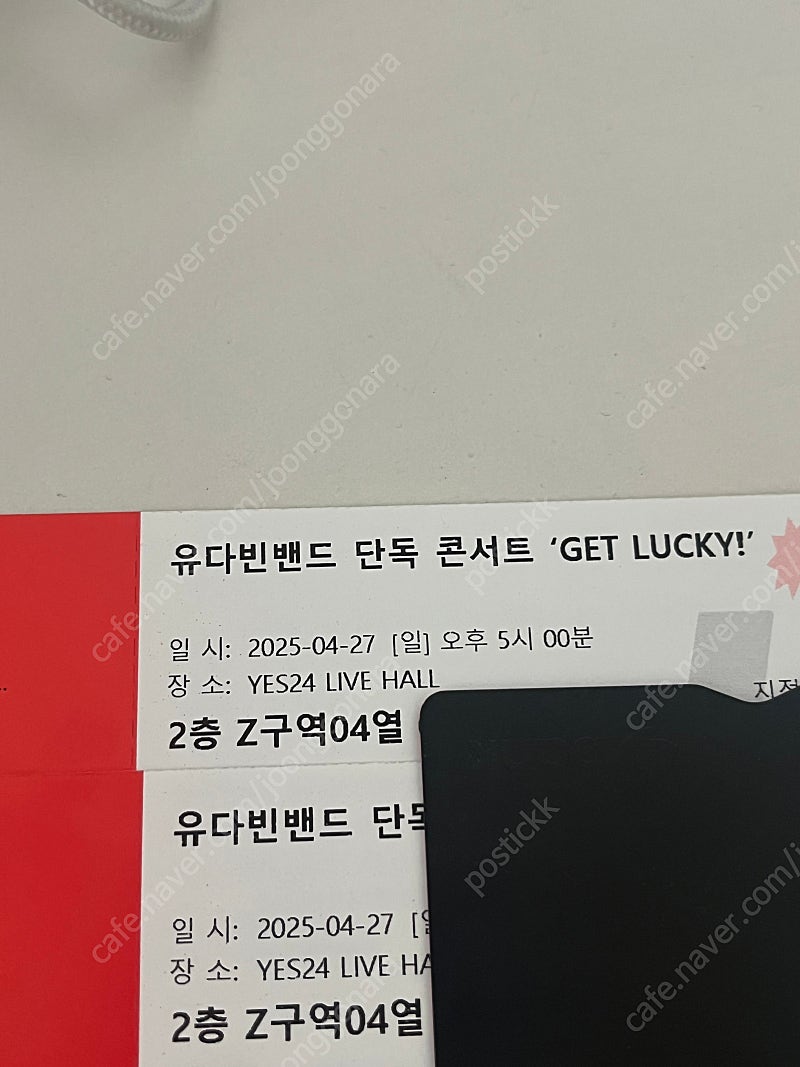 유다빈밴드 단독 콘서트 ‘GET LUCKY!’
일 시: 2025-04-27 [일] 오후 5시 00분
장 소: YES24 LIVE HALL
지정
2층 Z구역04열
유다빈밴드 단독
일 시: 2025-04-27 [일
장 소: YES24 LIVE HA
2층 Z구역04열
cafe.naver.com/joonggonara
postickk